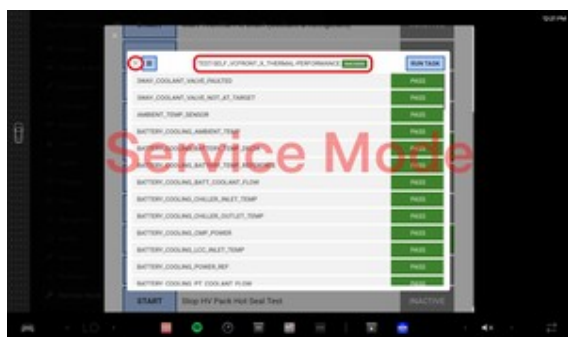 TEST-SELF_VCFRONT_X_THERMAL-PERFORMANCE
RUN TASK
5WAY_COOLANT_VALVE_FAULTED PASS
5WAY_COOLANT_VALVE_NOT_AT_TARGET PASS
AMBIENT_TEMP_SENSOR PASS
BATTERY_COOLING_AMBIENT_TEMP PASS
BATTERY_COOLING_BATTERY_TEMP PASS
BATTERY_COOLING_BATTERY_TEMP PASS
Service Mode
BATTERY_COOLING_BATT_COOLANT_FLOW PASS
BATTERY_COOLING_CHILLER_INLET_TEMP PASS
BATTERY_COOLING_CHILLER_OUTLET_TEMP PASS
BATTERY_COOLING_CMP_POWER PASS
BATTERY_COOLING_LCC_INLET_TEMP PASS
BATTERY_COOLING_POWER_REF PASS
BATTERY_COOLING_PT_COOLANT_FLOW PASS
START Stop HV Pack Hot Seal Test INACTIVE